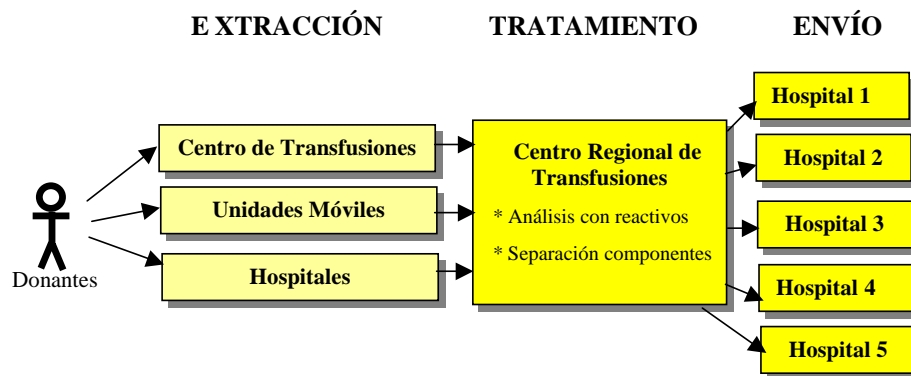 E XTRACCIÓN
TRATAMIENTO
ENVÍO
Donantes
Centro de Transfusiones
Unidades Móviles
Hospitales
Centro Regional de
Transfusiones
* Análisis con reactivos
* Separación componentes
Hospital 1
Hospital 2
Hospital 3
Hospital 4
Hospital 5